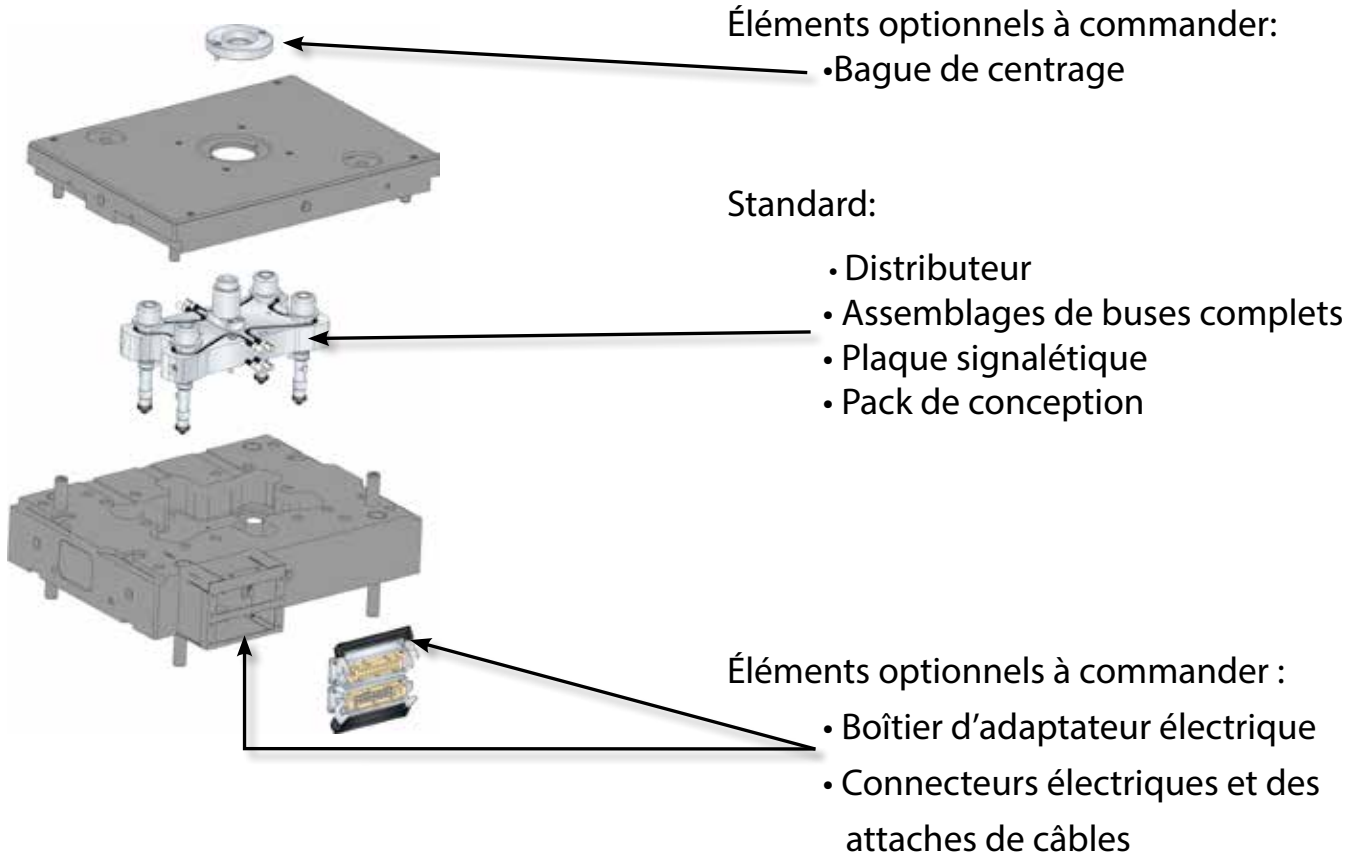 Éléments optionnels à commander:
•Bague de centrage
Standard:
• Distributeur
• Assemblages de buses complets
• Plaque signalétique
• Pack de conception
Éléments optionnels à commander :
• Boîtier d’adaptateur électrique
• Connecteurs électriques et des
attaches de câbles